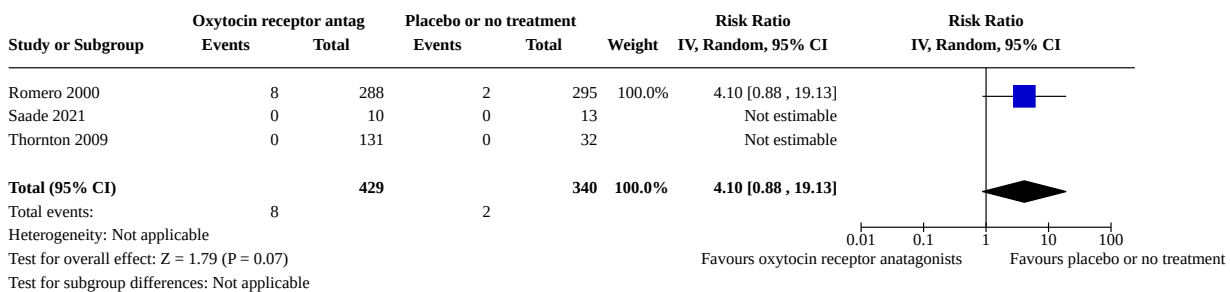 Oxytocin receptor antag Placebo or no treatment Risk Ratio Risk Ratio
Study or Subgroup Events Total Events Total Weight IV, Random, 95% CI IV, Random, 95% CI
Romero 2000 8 288 2 295 100.0% 4.10 [0.88 , 19.13]
Saade 2021 0 10 0 13 Not estimable
Thornton 2009 0 131 0 32 Not estimable
Total (95% CI) 429 340 100.0% 4.10 [0.88 , 19.13]
Total events: 8 2
Heterogeneity: Not applicable
0.01 0.1 1 10 100
Test for overall effect: Z = 1.79 (P = 0.07) Favours oxytocin receptor anatagonists Favours placebo or no treatment
Test for subgroup differences: Not applicable